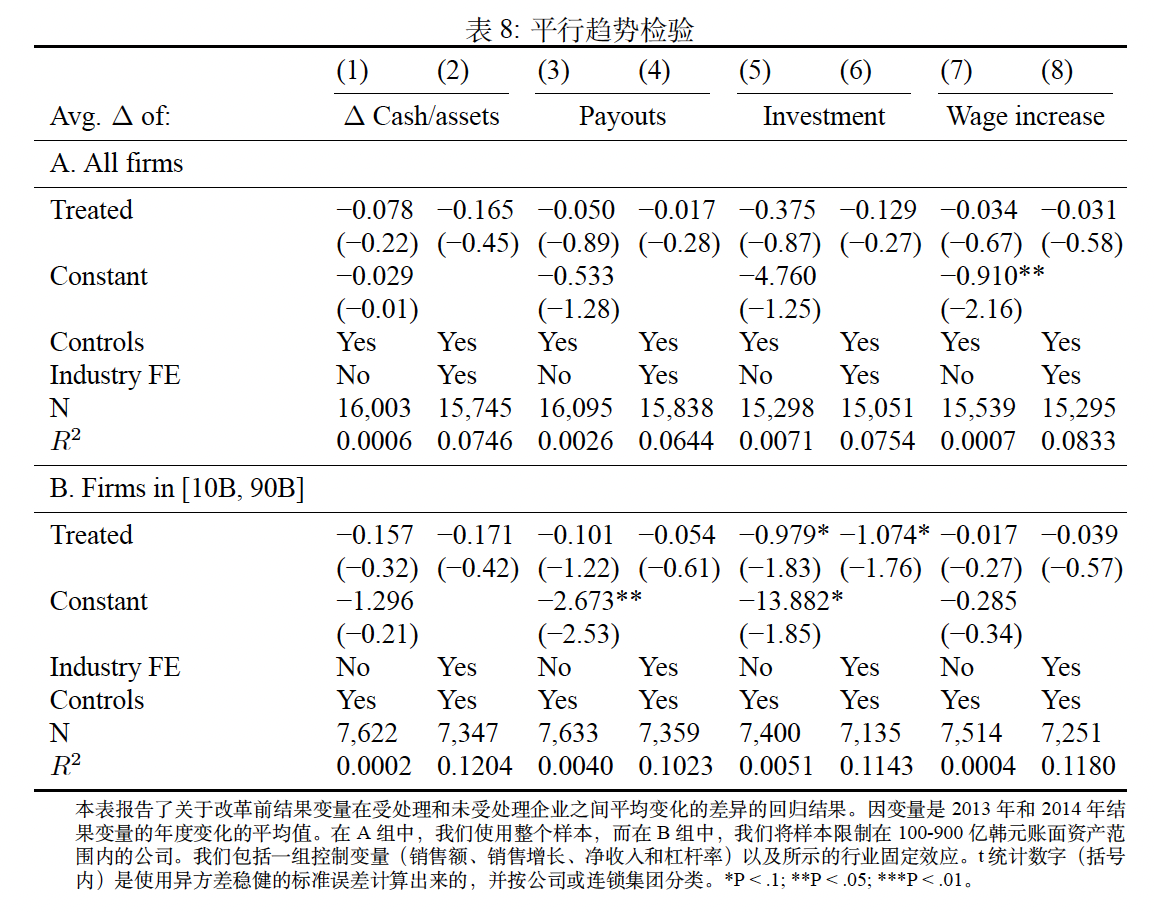 表 8: 平行趋势检验
(1) (2) (3) (4) (5) (6) (7) (8)
Avg. Δ of: Δ Cash/assets Payouts Investment Wage increase
A. All firms
Treated −0.078 −0.165 −0.050 −0.017 −0.375 −0.129 −0.034 −0.031
(−0.22) (−0.45) (−0.89) (−0.28) (−0.87) (−0.27) (−0.67) (−0.58)
Constant −0.029 −0.533 −4.760 −0.910**
(−0.01) (−1.28) (−1.25) (−2.16)
Controls Yes Yes Yes Yes Yes Yes Yes Yes
Industry FE No Yes No Yes No Yes No Yes
N 16,003 15,745 16,095 15,838 15,298 15,051 15,539 15,295
R² 0.0006 0.0746 0.0026 0.0644 0.0071 0.0754 0.0007 0.0833
B. Firms in [10B, 90B]
Treated −0.157 −0.171 −0.101 −0.054 −0.979* −1.074* −0.017 −0.039
(−0.32) (−0.42) (−1.22) (−0.61) (−1.83) (−1.76) (−0.27) (−0.57)
Constant −1.296 −2.673** −13.882* −0.285
(−0.21) (−2.53) (−1.85) (−0.34)
Industry FE No Yes No Yes No Yes No Yes
Controls Yes Yes Yes Yes Yes Yes Yes Yes
N 7,622 7,347 7,633 7,359 7,400 7,135 7,514 7,251
R² 0.0002 0.1204 0.0040 0.1023 0.0051 0.1143 0.0004 0.1180
本表报告了关于改革前结果变量在受处理和未受处理企业之间平均变化的差异的回归结果。因变量是 2013 年和 2014 年结
果变量的年度变化的平均值。在 A 组中，我们使用整个样本，而在 B 组中，我们将样本限制在 100-900 亿韩元账面资产范
围内的公司。我们包括一组控制变量（销售额、销售增长、净收入和杠杆率）以及所示的行业固定效应。t 统计数字（括号
内）是使用异方差稳健的标准误差计算出来的，并按公司或连锁集团分类。*P < .1; **P < .05; ***P < .01。